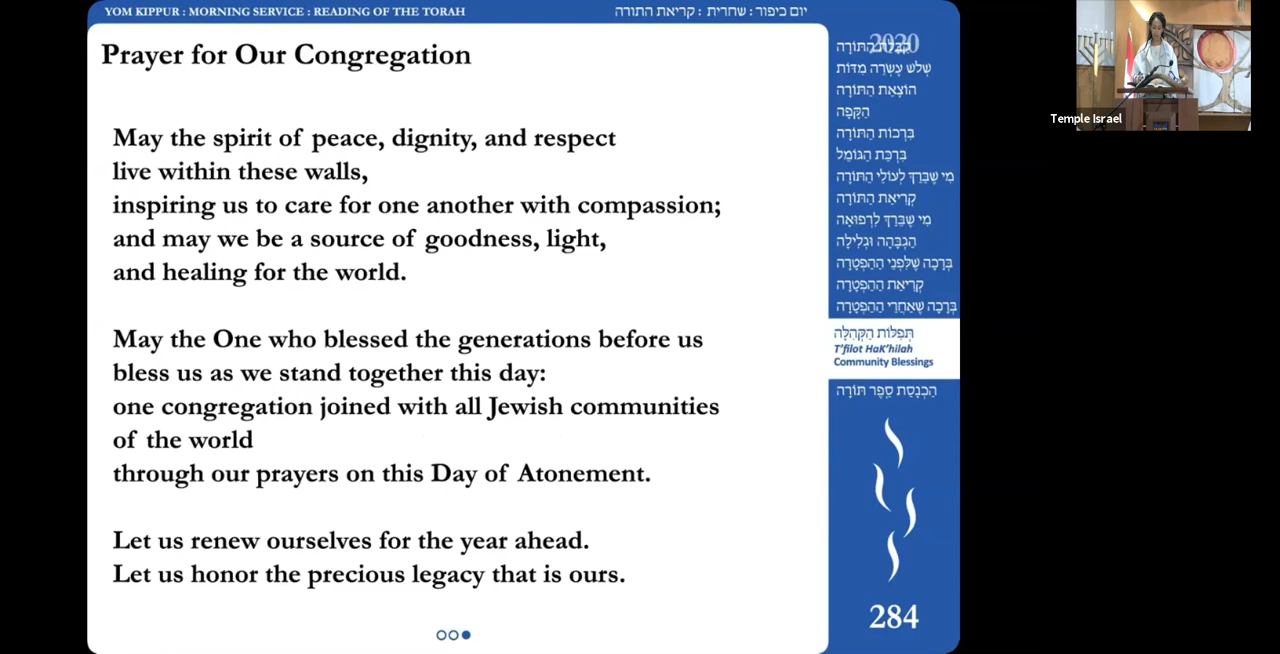 YOM KIPPUR : MORNING SERVICE : READING OF THE TORAH
יום כיפור : שחרית : קריאת התורה
Prayer for Our Congregation
May the spirit of peace, dignity, and respect
live within these walls,
inspiring us to care for one another with compassion;
and may we be a source of goodness, light,
and healing for the world.
May the One who blessed the generations before us
bless us as we stand together this day:
one congregation joined with all Jewish communities
of the world
through our prayers on this Day of Atonement.
Let us renew ourselves for the year ahead.
Let us honor the precious legacy that is ours.
2020
קַבָּלַת הַתּוֹרָה
שְׁלֹשׁ עֶשְׂרֵה מִדּוֹת
הוֹצָאַת הַתּוֹרָה
הַקָּפָה
בִּרְכוֹת הַתּוֹרָה
בִּרְכַּת הַגּוֹמֵל
מִי שֶׁבֵּרַךְ לְעוֹלֵי הַתּוֹרָה
קְרִיאַת הַתּוֹרָה
מִי שֶׁבֵּרַךְ לִרְפוּאָה
הַגְבָּהָה וּגְלִילָה
בְּרָכָה שֶׁלִּפְנֵי הַהַפְטָרָה
קְרִיאַת הַהַפְטָרָה
בְּרָכָה שֶׁאַחֲרֵי הַהַפְטָרָה
תְּפִלּוֹת הַקְּהִלָּה
T'filot HaK'hilah
Community Blessings
הַכְנָסַת סֵפֶר תּוֹרָה
284
Temple Israel